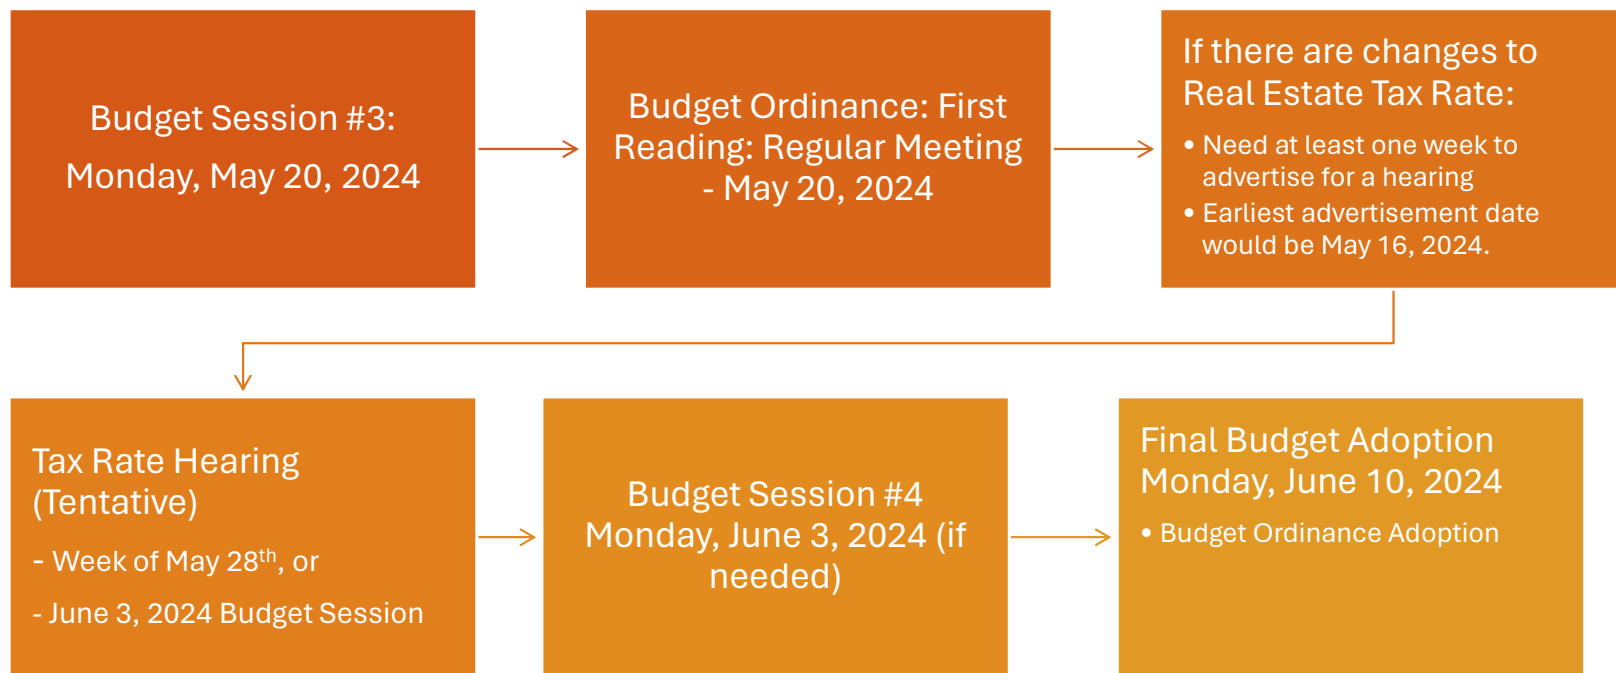 Budget Session #3:
Monday, May 20, 2024
Budget Ordinance: First
Reading: Regular Meeting
- May 20, 2024
If there are changes to
Real Estate Tax Rate:
• Need at least one week to
advertise for a hearing
• Earliest advertisement date
would be May 16, 2024.
Tax Rate Hearing
(Tentative)
- Week of May 28th, or
- June 3, 2024 Budget Session
Budget Session #4
Monday, June 3, 2024 (if
needed)
Final Budget Adoption
Monday, June 10, 2024
• Budget Ordinance Adoption